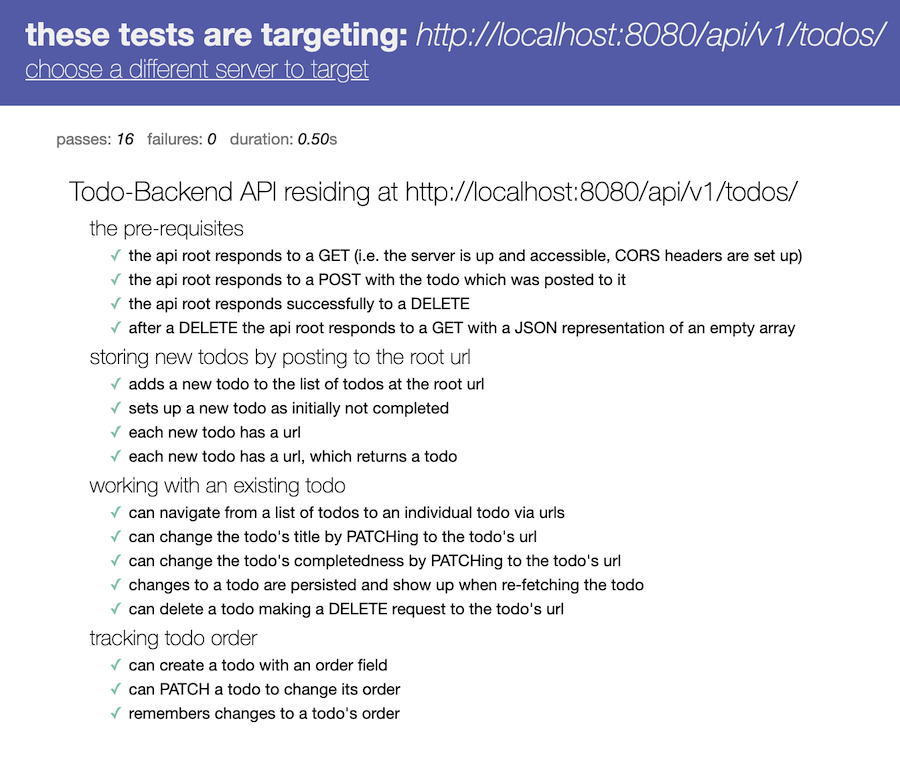 these tests are targeting: http://localhost:8080/api/v1/todos/
choose a different server to target
passes: 16 failures: 0 duration: 0.50s
Todo-Backend API residing at http://localhost:8080/api/v1/todos/
the pre-requisites
✓ the api root responds to a GET (i.e. the server is up and accessible, CORS headers are set up)
✓ the api root responds to a POST with the todo which was posted to it
✓ the api root responds successfully to a DELETE
✓ after a DELETE the api root responds to a GET with a JSON representation of an empty array
storing new todos by posting to the root url
✓ adds a new todo to the list of todos at the root url
✓ sets up a new todo as initially not completed
✓ each new todo has a url
✓ each new todo has a url, which returns a todo
working with an existing todo
✓ can navigate from a list of todos to an individual todo via urls
✓ can change the todo's title by PATCHing to the todo's url
✓ can change the todo's completedness by PATCHing to the todo's url
✓ changes to a todo are persisted and show up when re-fetching the todo
✓ can delete a todo making a DELETE request to the todo's url
tracking todo order
✓ can create a todo with an order field
✓ can PATCH a todo to change its order
✓ remembers changes to a todo's order